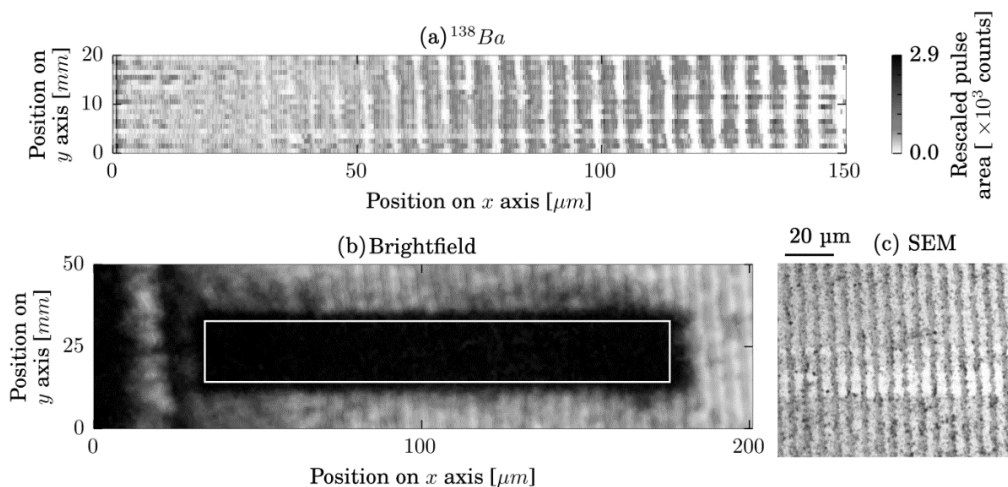 (a) $^{138}Ba$
Position on
y axis [mm]
20
10
0
0
50
100
150
Position on x axis [μm]
2.9
0.0
Rescaled pulse
area [ ×10³ counts]
(b) Brightfield
Position on
y axis [mm]
50
25
0
0
100
200
Position on x axis [μm]
20 µm
(c) SEM